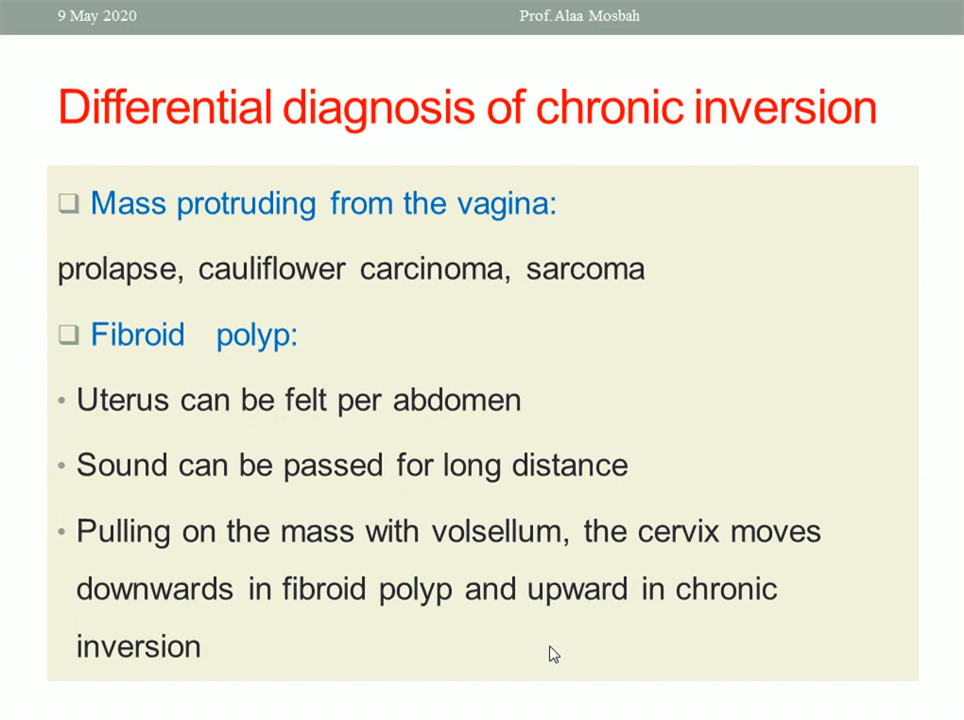 9 May 2020
Prof.Alaa Mosbah
Differential diagnosis of chronic inversion
Mass protruding from the vagina:
prolapse, cauliflower carcinoma, sarcoma
Fibroid polyp:
• Uterus can be felt per abdomen
• Sound can be passed for long distance
• Pulling on the mass with volsellum, the cervix moves
downwards in fibroid polyp and upward in chronic
inversion